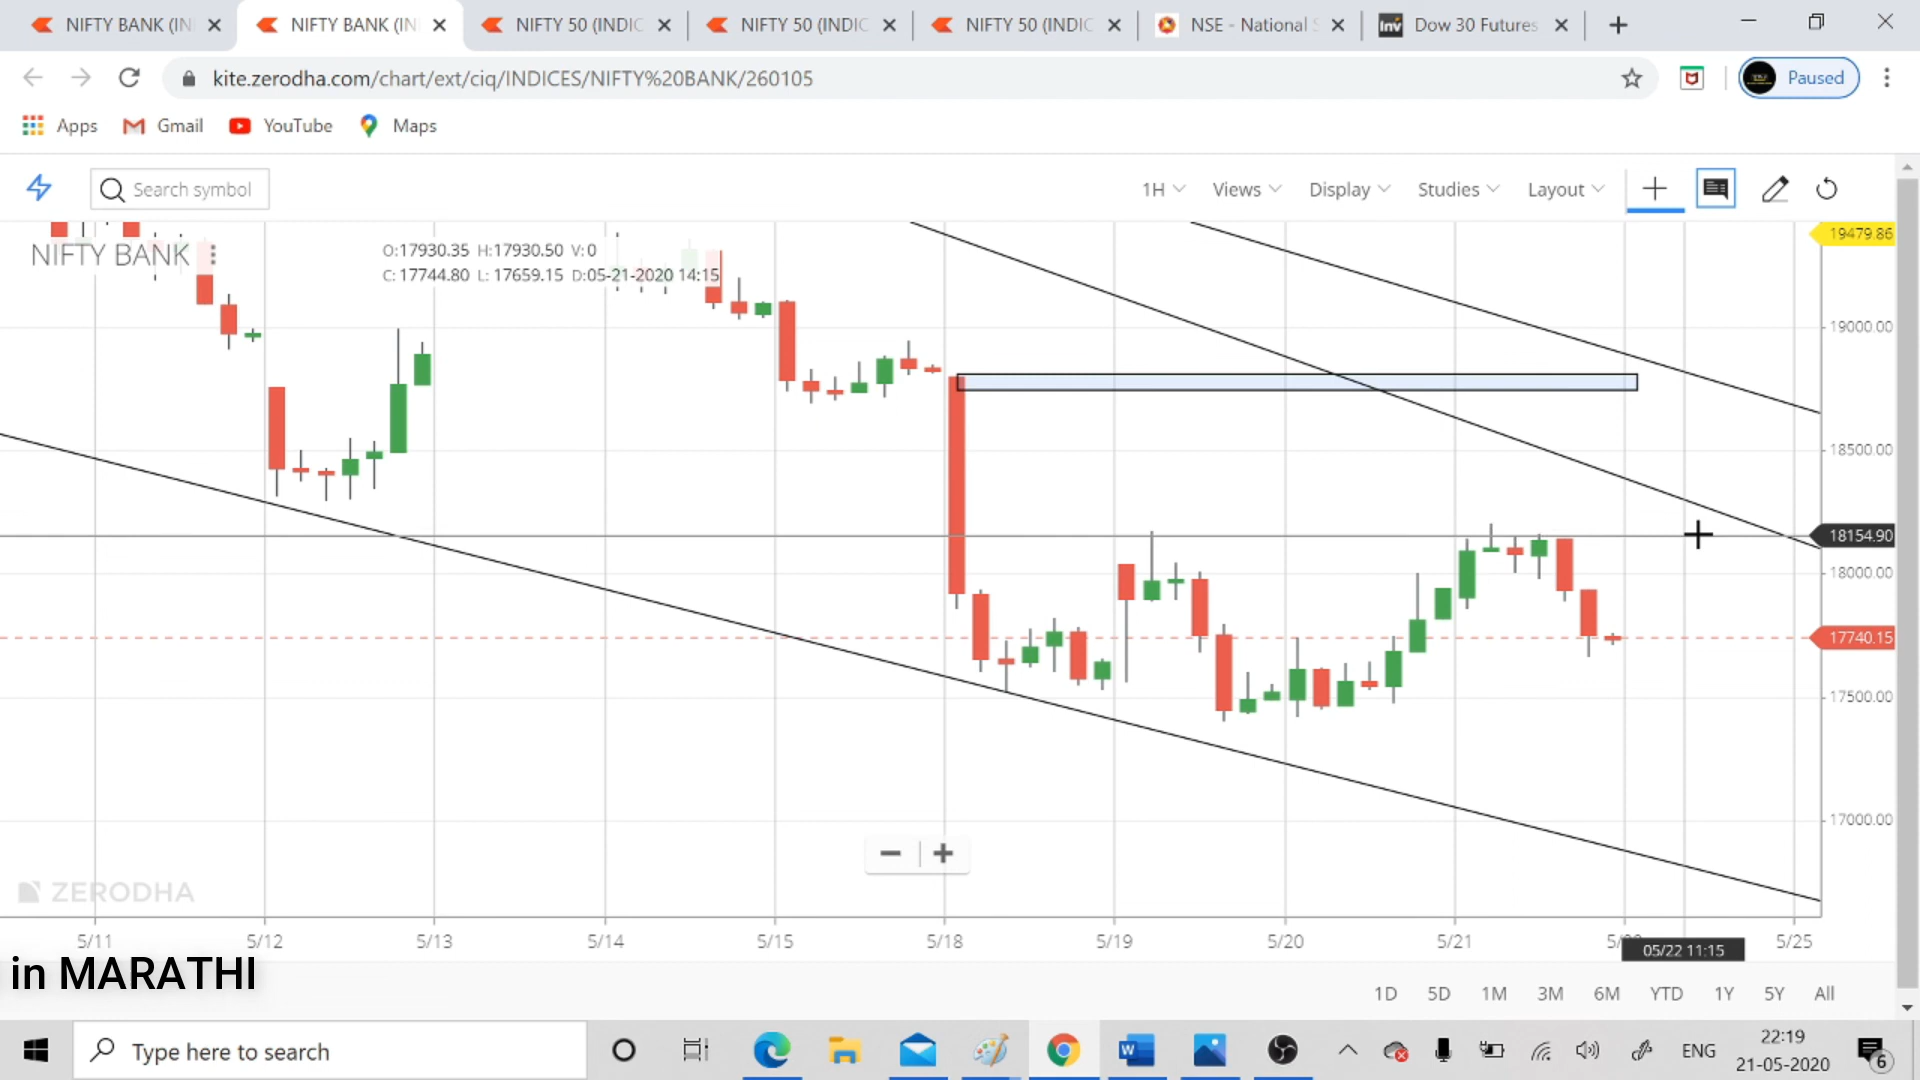 NIFTY BANK (IN
NIFTY BANK (IN
NIFTY 50 (INDIC
NIFTY 50 (INDIC
NIFTY 50 (INDIC
NSE - National S
Inv
Dow 30 Futures
kite.zerodha.com/chart/ext/ciq/INDICES/NIFTY%20BANK/260105
Paused
Apps
Gmail
YouTube
Maps
Search symbol
1H
Views
Display
Studies
Layout
NIFTY BANK
O:17930.35 H:17930.50 V:0
C:17744.80 L:17659.15 D:05-21-2020 14:15
19479.86
19000.00
18500.00
18154.90
18000.00
17740.15
17500.00
17000.00
ZERODHA
5/11
5/12
5/13
5/14
5/15
5/18
5/19
5/20
5/21
05/22 11:15
5/25
in MARATHI
1D
5D
1M
3M
6M
YTD
1Y
5Y
All
Type here to search
ENG
22:19
21-05-2020
6